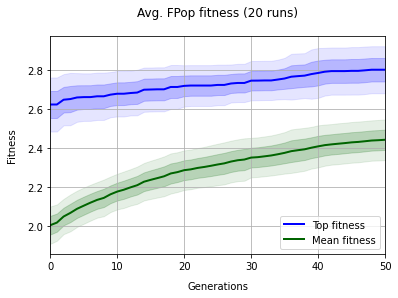 Avg. FPop fitness (20 runs)
Fitness
2.8
2.6
2.4
2.2
2.0
Top fitness
Mean fitness
0 10 20 30 40 50
Generations